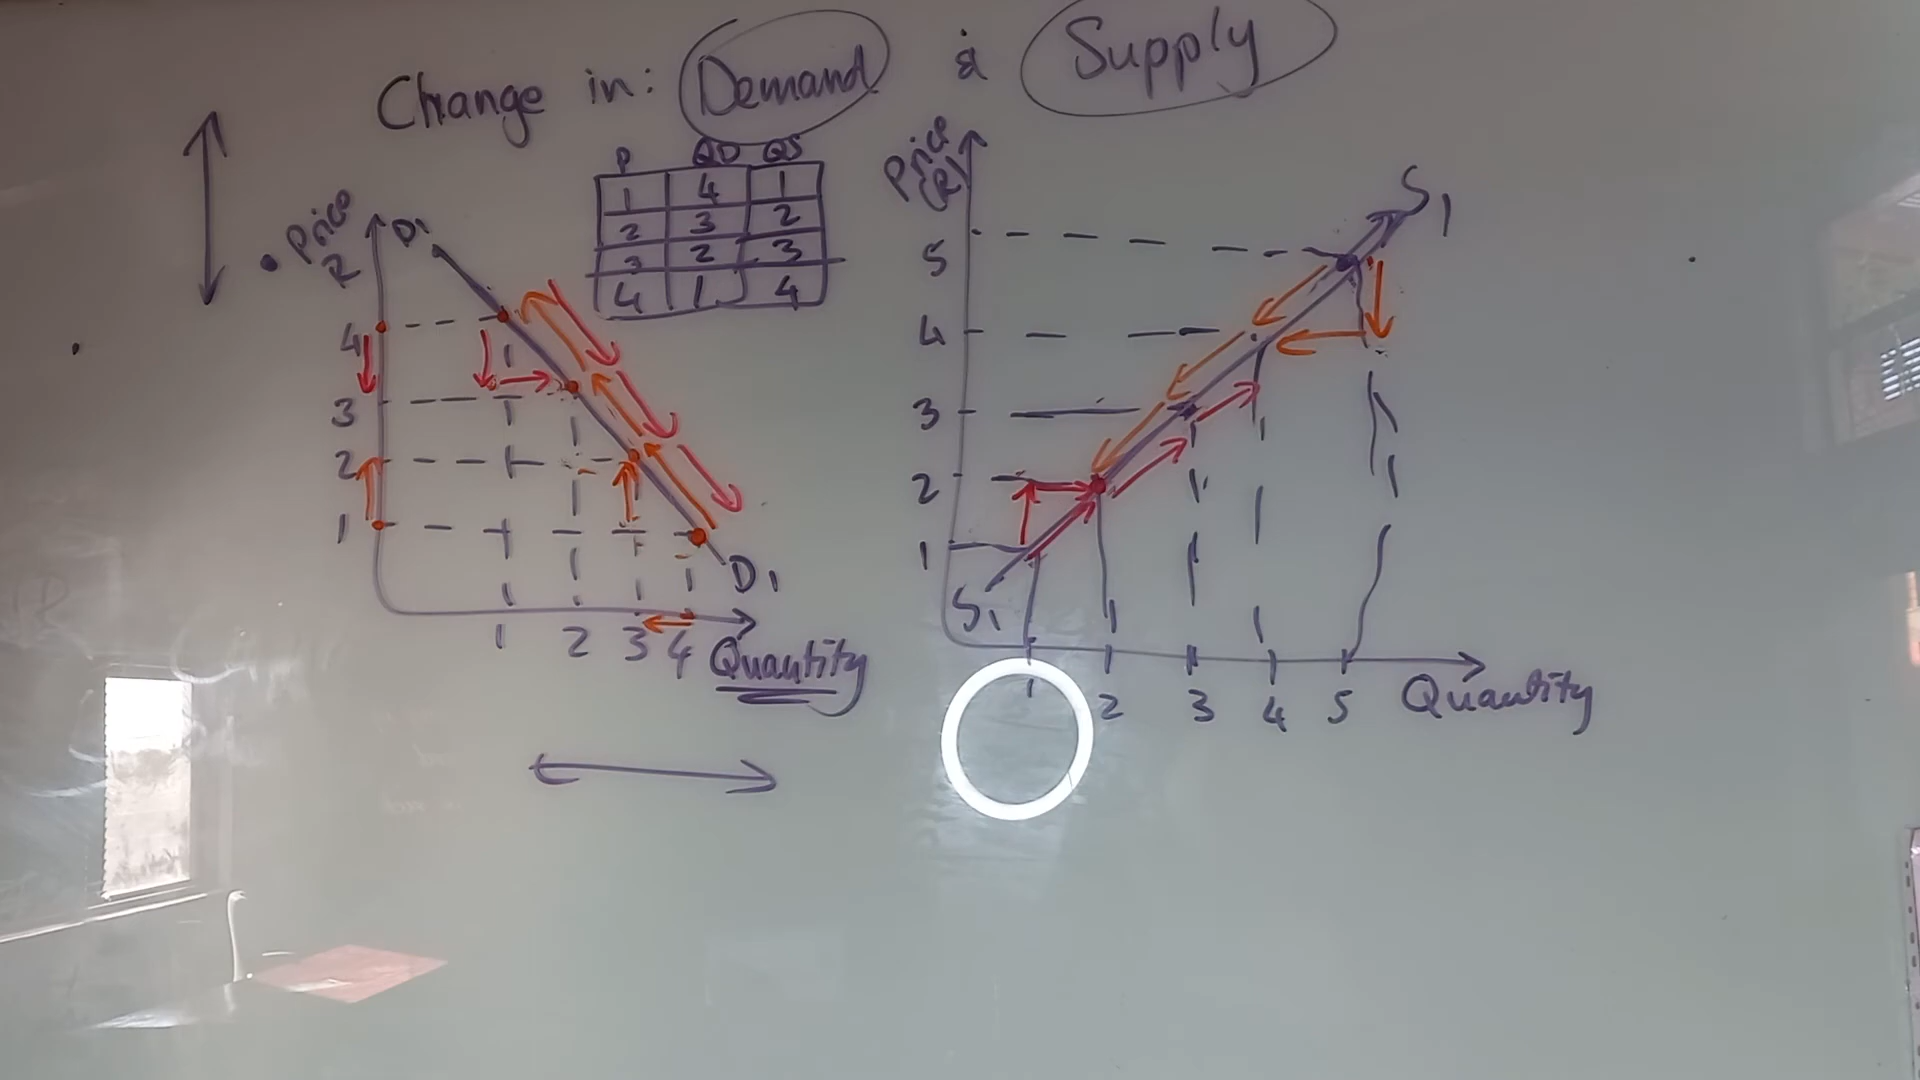 Change in: Demand & Supply
P QD QS
1 4 1
2 3 2
3 2 3
4 1 4
Price
R
D1
4
3
2
1
D1
1 2 3 4 Quantity
Price
(R)
S1
5
4
3
2
1
S1
1 2 3 4 5 Quantity